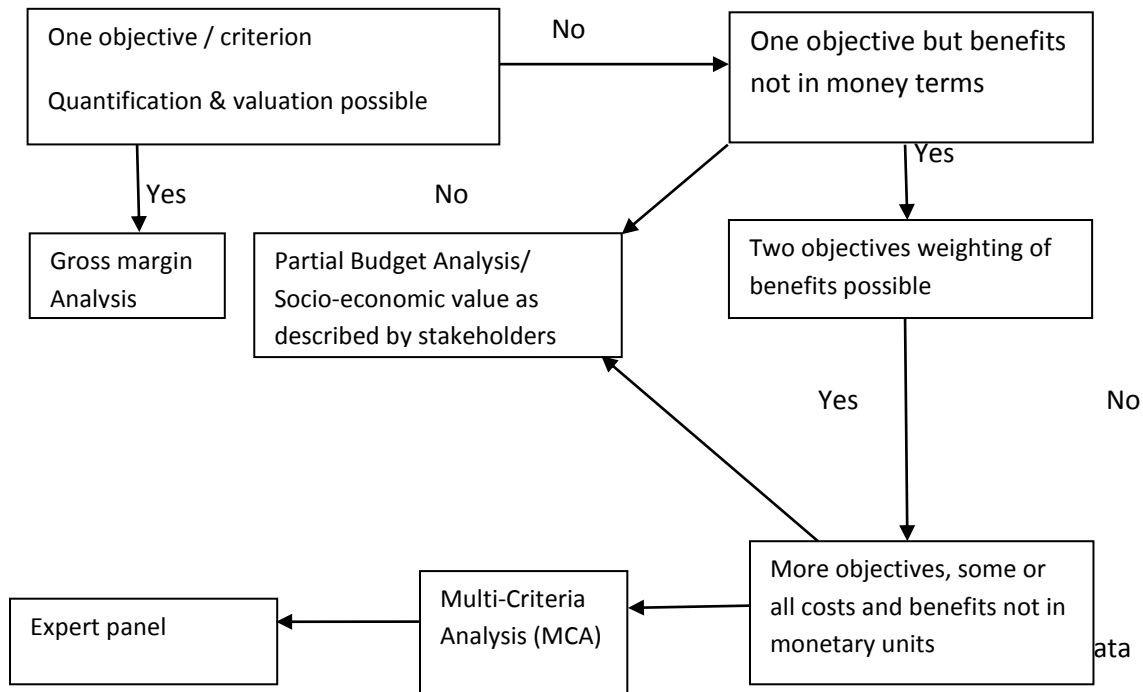 One objective / criterion
Quantification & valuation possible
No
One objective but benefits
not in money terms
Yes
No
Yes
Gross margin
Analysis
Partial Budget Analysis/
Socio-economic value as
described by stakeholders
Two objectives weighting of
benefits possible
Yes
No
Expert panel
Multi-Criteria
Analysis (MCA)
More objectives, some or
all costs and benefits not in
monetary units
ata